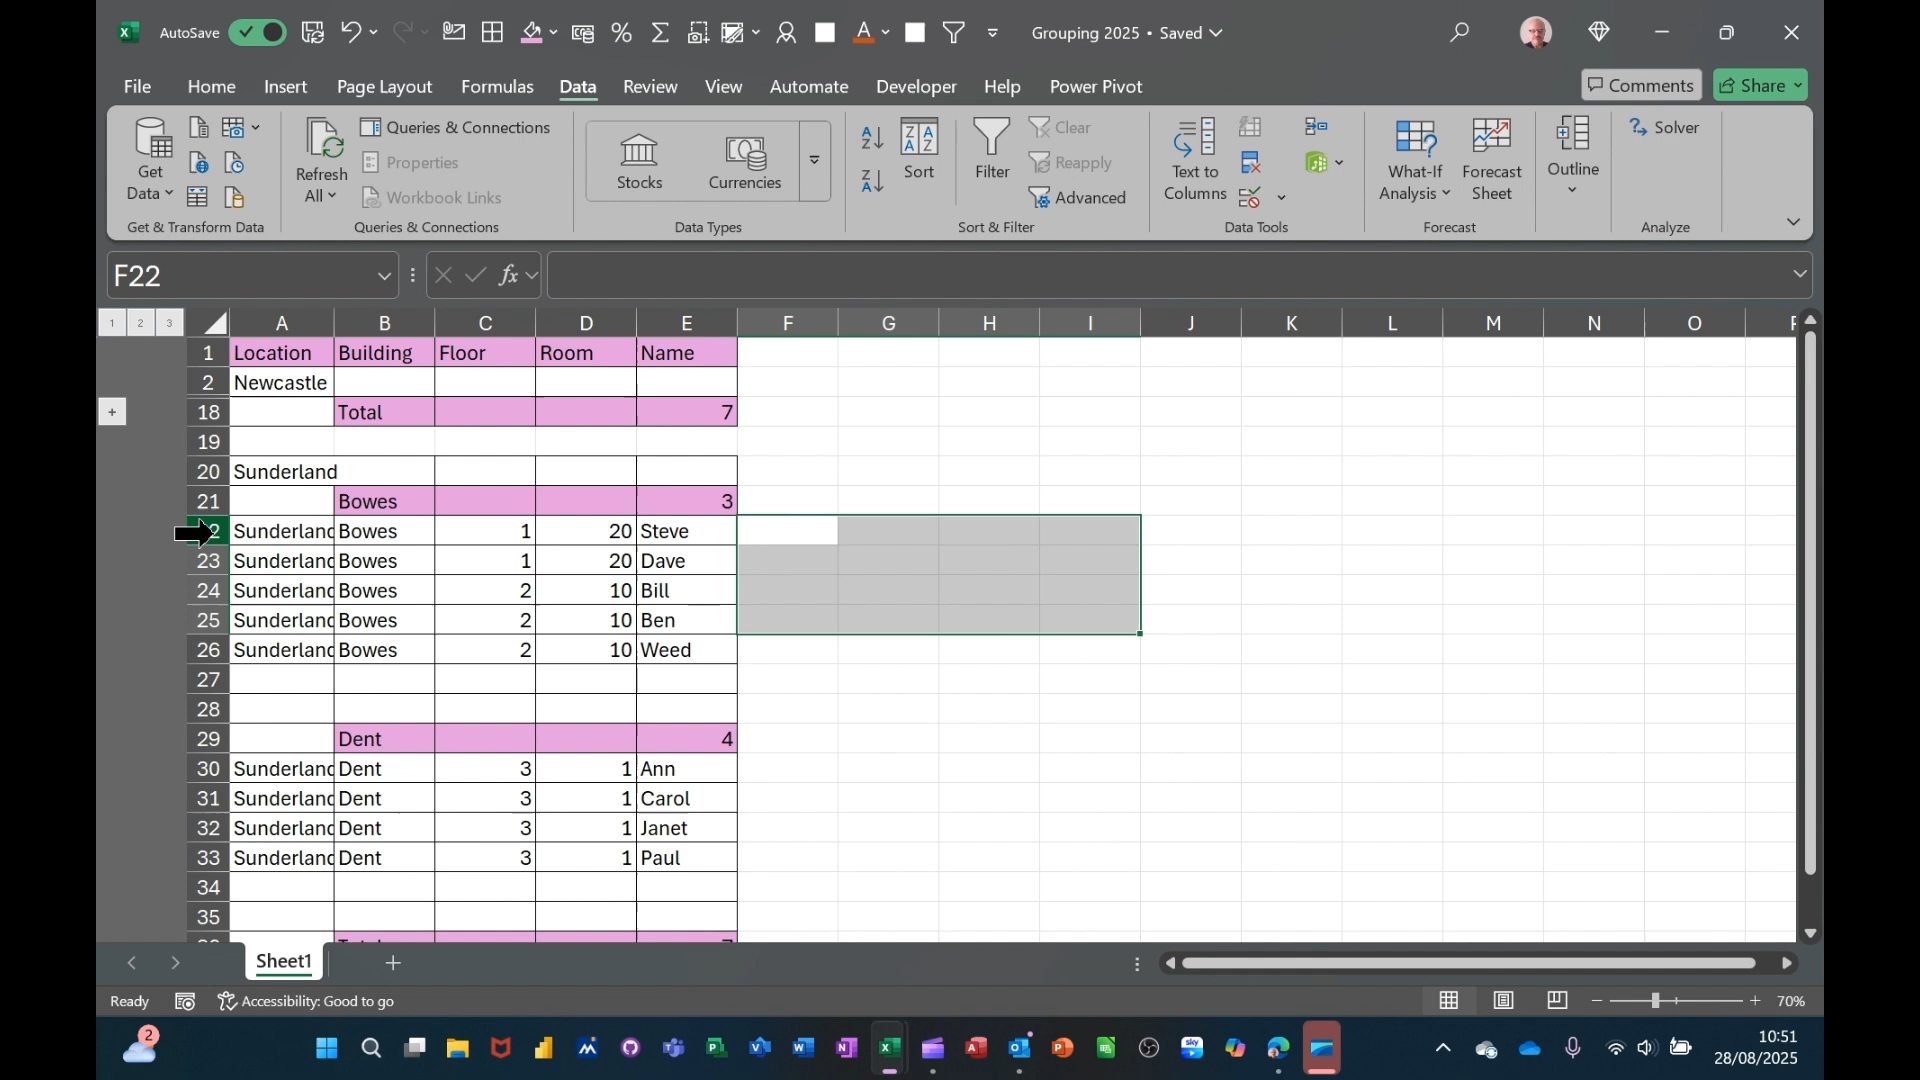 AutoSave
Grouping 2025 • Saved
File Home Insert Page Layout Formulas Data Review View Automate Developer Help Power Pivot
Comments Share
Get Data
Refresh All
Queries & Connections
Properties
Workbook Links
Stocks Currencies
Sort
Filter
Clear
Reapply
Advanced
Text to Columns
What-If Analysis
Forecast Sheet
Outline
Solver
Get & Transform Data Queries & Connections Data Types Sort & Filter Data Tools Forecast Analyze
F22 fx
1 2 3 A B C D E F G H I J K L M N O
1 Location Building Floor Room Name
2 Newcastle
+ 18 Total 7
19
20 Sunderland
21 Bowes 3
22 Sunderland Bowes 1 20 Steve
23 Sunderland Bowes 1 20 Dave
24 Sunderland Bowes 2 10 Bill
25 Sunderland Bowes 2 10 Ben
26 Sunderland Bowes 2 10 Weed
27
28
29 Dent 4
30 Sunderland Dent 3 1 Ann
31 Sunderland Dent 3 1 Carol
32 Sunderland Dent 3 1 Janet
33 Sunderland Dent 3 1 Paul
34
35
Sheet1
Ready Accessibility: Good to go 70%
2
sky
10:51
28/08/2025